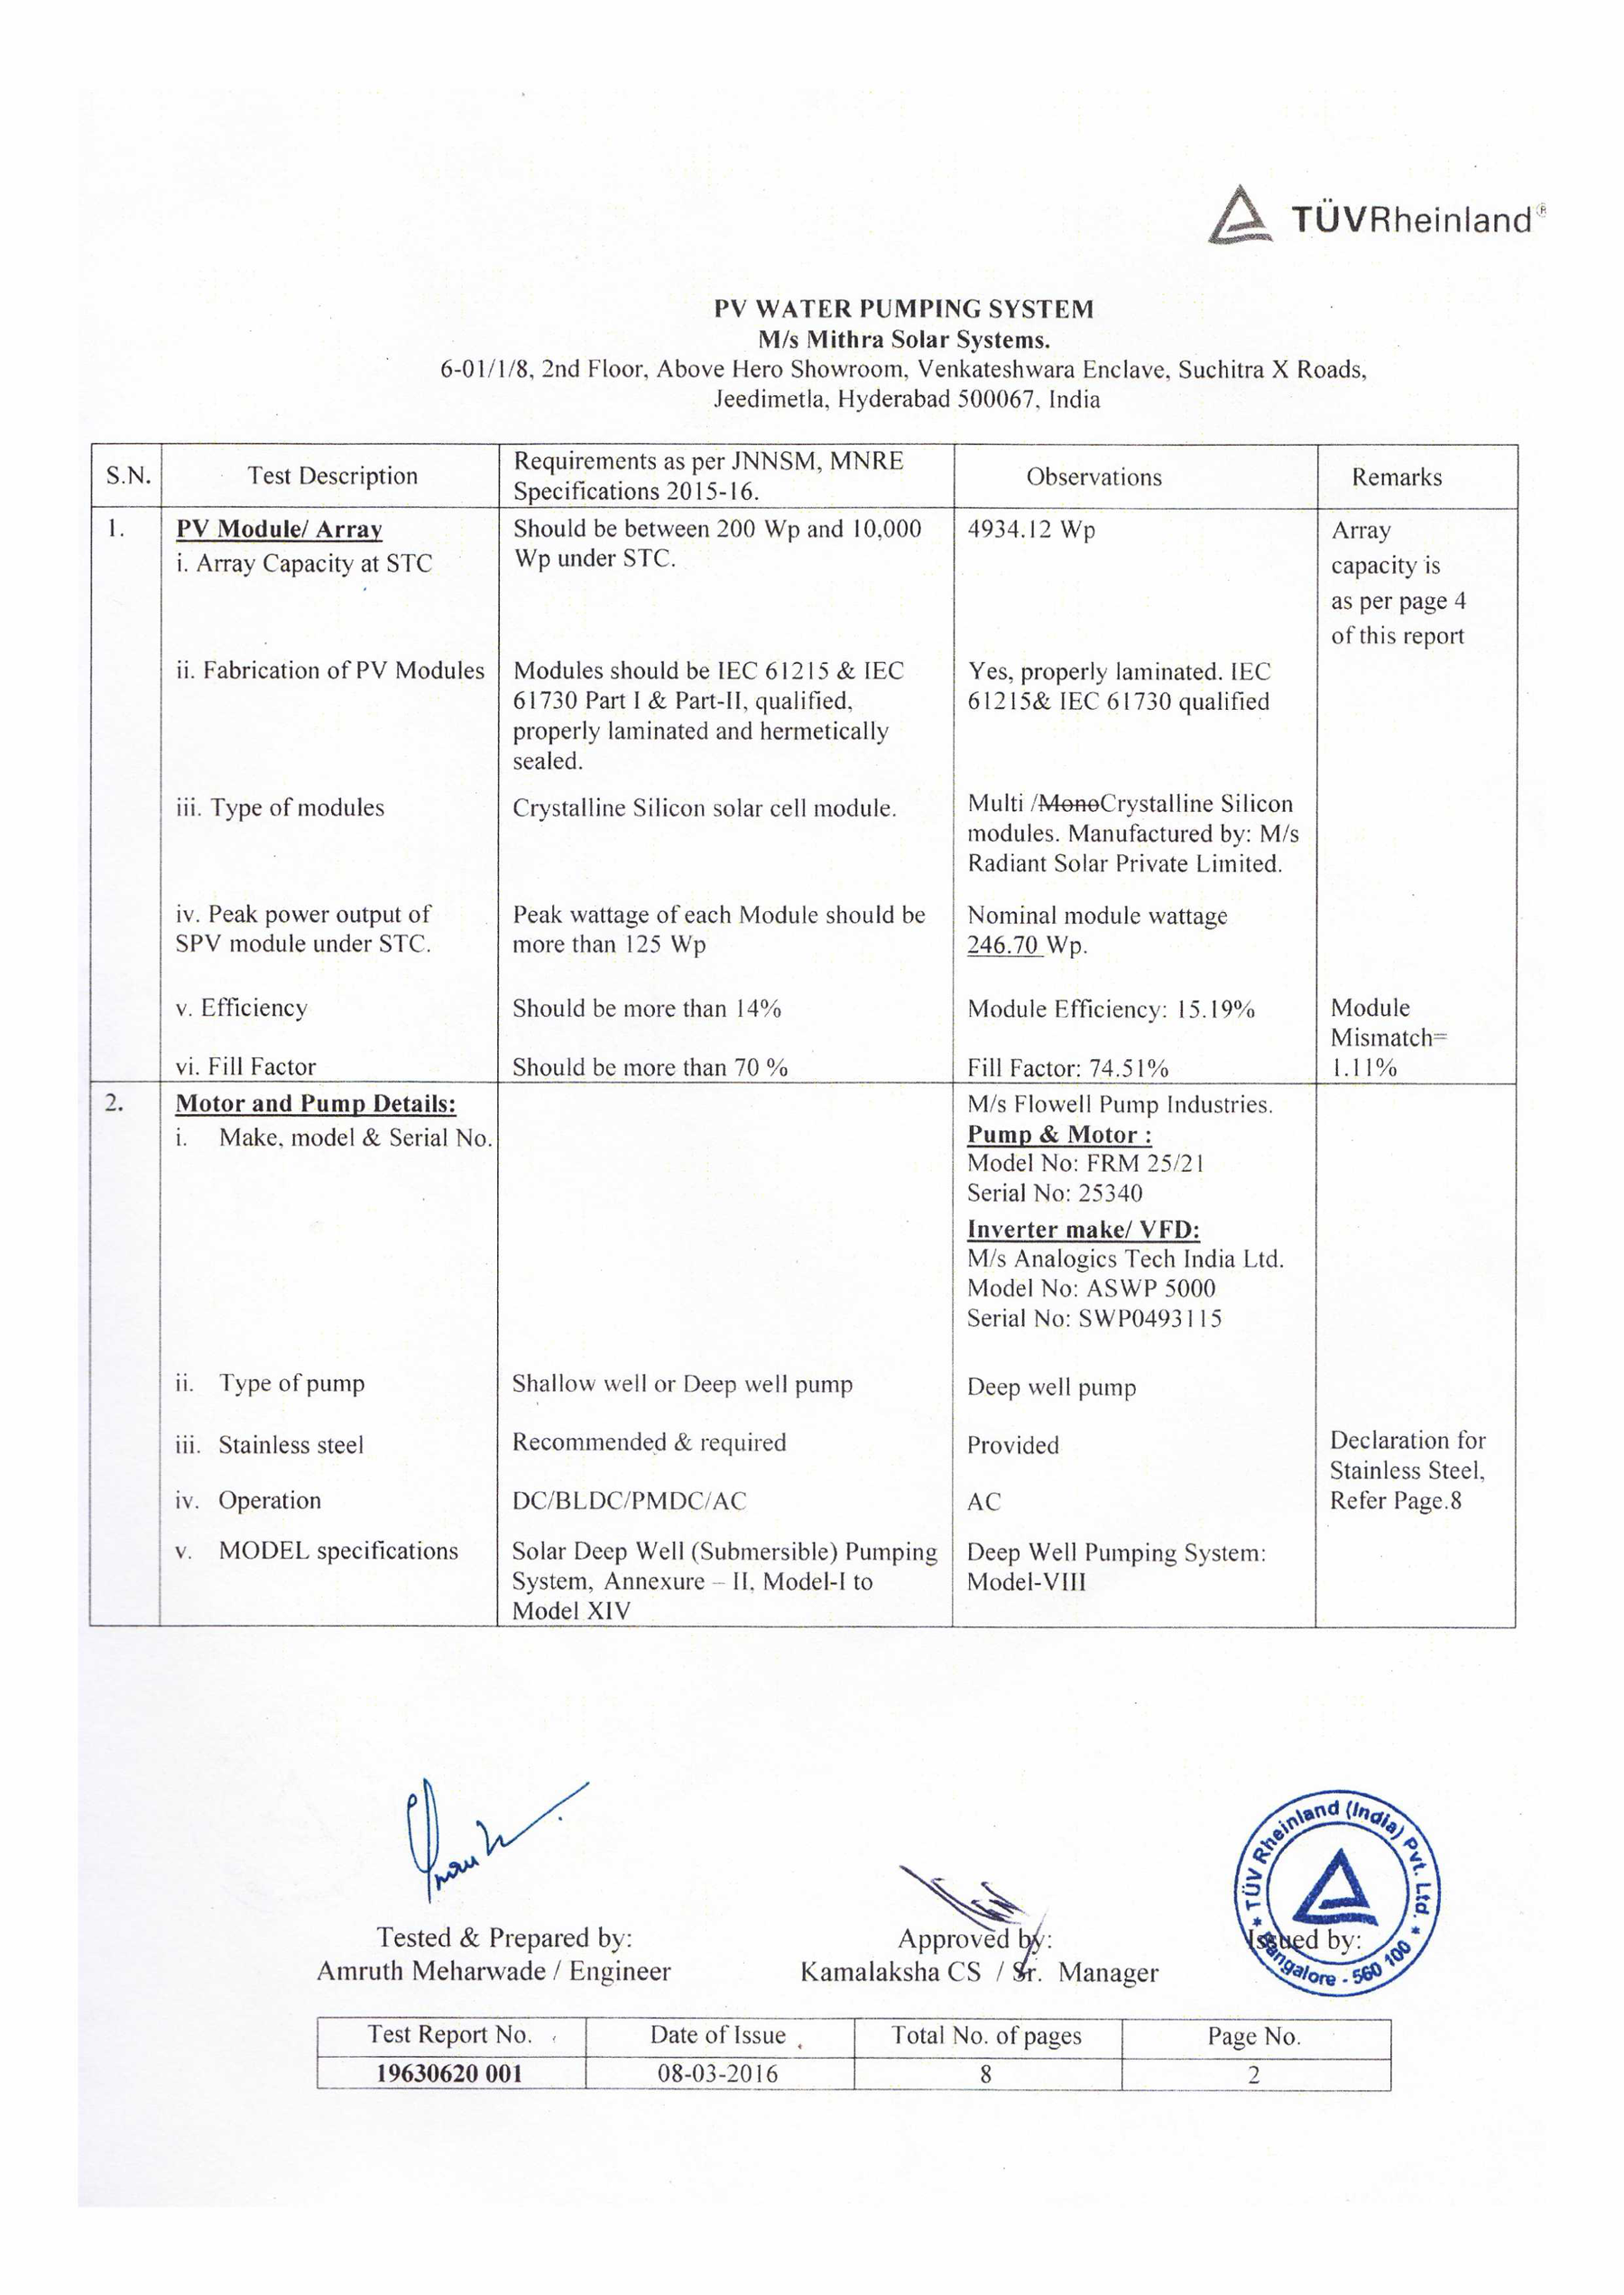 TÜVRheinland®
PV WATER PUMPING SYSTEM
M/s Mithra Solar Systems.
6-01/1/8, 2nd Floor, Above Hero Showroom, Venkateshwara Enclave, Suchitra X Roads,
Jeedimetla, Hyderabad 500067, India
S.N.
Test Description
Requirements as per JNNSM, MNRE
Specifications 2015-16.
Observations
Remarks
1.
PV Module/ Array
i. Array Capacity at STC
Should be between 200 Wp and 10,000
Wp under STC.
4934.12 Wp
Array
capacity is
as per page 4
of this report
ii. Fabrication of PV Modules
Modules should be IEC 61215 & IEC
61730 Part I & Part-II, qualified,
properly laminated and hermetically
sealed.
Yes, properly laminated. IEC
61215& IEC 61730 qualified
iii. Type of modules
Crystalline Silicon solar cell module.
Multi /MonoCrystalline Silicon
modules. Manufactured by: M/s
Radiant Solar Private Limited.
iv. Peak power output of
SPV module under STC.
Peak wattage of each Module should be
more than 125 Wp
Nominal module wattage
246.70 Wp.
v. Efficiency
Should be more than 14%
Module Efficiency: 15.19%
Module
Mismatch=
1.11%
vi. Fill Factor
Should be more than 70 %
Fill Factor: 74.51%
2.
Motor and Pump Details:
i. Make, model & Serial No.
M/s Flowell Pump Industries.
Pump & Motor :
Model No: FRM 25/21
Serial No: 25340
Inverter make/ VFD:
M/s Analogics Tech India Ltd.
Model No: ASWP 5000
Serial No: SWP0493115
ii. Type of pump
Shallow well or Deep well pump
Deep well pump
iii. Stainless steel
Recommended & required
Provided
Declaration for
Stainless Steel,
Refer Page.8
iv. Operation
DC/BLDC/PMDC/AC
AC
v. MODEL specifications
Solar Deep Well (Submersible) Pumping
System, Annexure – II, Model-I to
Model XIV
Deep Well Pumping System:
Model-VIII
Tested & Prepared by:
Amruth Meharwade / Engineer
Approved by:
Kamalaksha CS / Sr. Manager
Issued by:
TÜV Rheinland (India) Pvt. Ltd.
Bangalore - 560 100
Test Report No.
Date of Issue
Total No. of pages
Page No.
19630620 001
08-03-2016
8
2